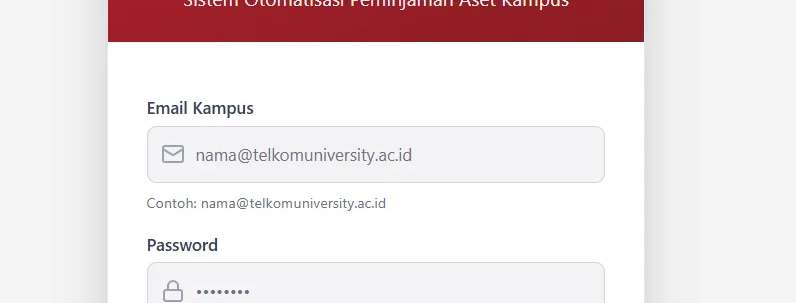 Sistem Otomatisasi Peminjaman Aset Kampus
Email Kampus
nama@telkomuniversity.ac.id
Contoh: nama@telkomuniversity.ac.id
Password
••••••••